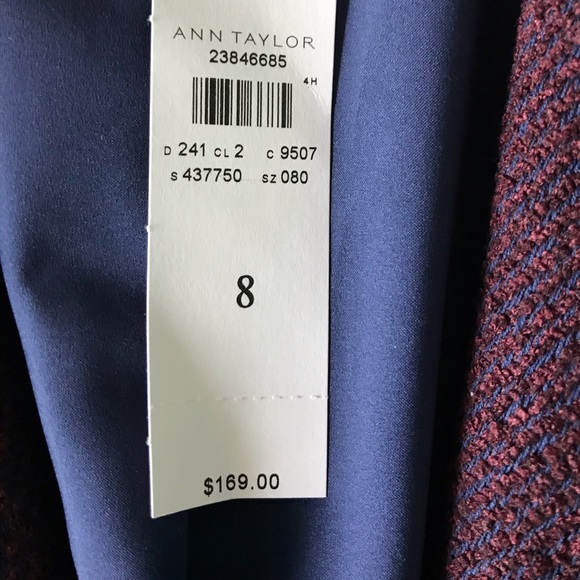 ANN TAYLOR
23846685
4H
D 241 CL 2 C 9507
S 437750 SZ 080
8
$169.00